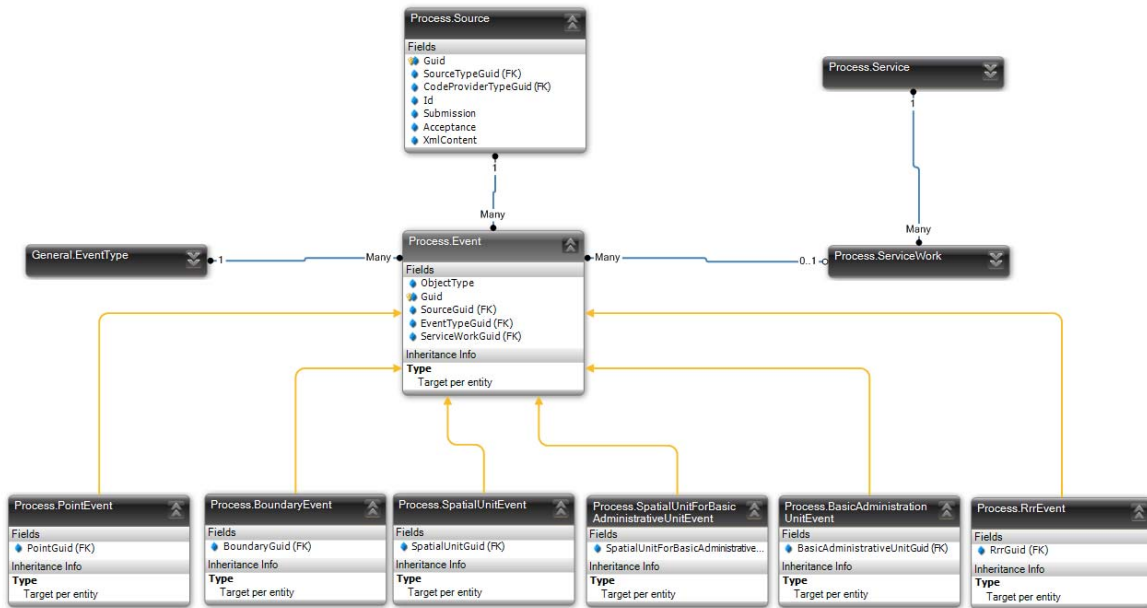 Process.Source
Fields
Guid
SourceTypeGuid (FK)
CodeProviderTypeGuid (FK)
Id
Submission
Acceptance
XmlContent
Process.Service
1
1
Many
Many
General.EventType
1
Many
Process.Event
Many
0..1
Process.ServiceWork
Fields
ObjectType
Guid
SourceGuid (FK)
EventTypeGuid (FK)
ServiceWorkGuid (FK)
Inheritance Info
Type
Target per entity
Process.PointEvent
Fields
PointGuid (FK)
Inheritance Info
Type
Target per entity
Process.BoundaryEvent
Fields
BoundaryGuid (FK)
Inheritance Info
Type
Target per entity
Process.SpatialUnitEvent
Fields
SpatialUnitGuid (FK)
Inheritance Info
Type
Target per entity
Process.SpatialUnitForBasic
AdministrativeUnitEvent
Fields
SpatialUnitForBasicAdministrative...
Inheritance Info
Type
Target per entity
Process.BasicAdministration
UnitEvent
Fields
BasicAdministrativeUnitGuid (FK)
Inheritance Info
Type
Target per entity
Process.RrrEvent
Fields
RrrGuid (FK)
Inheritance Info
Type
Target per entity